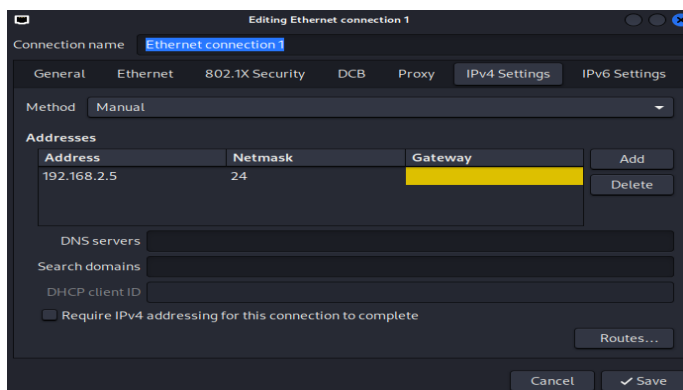 Editing Ethernet connection 1
Connection name Ethernet connection 1
General Ethernet 802.1X Security DCB Proxy IPv4 Settings IPv6 Settings
Method Manual
Addresses
Address Netmask Gateway Add
192.168.2.5 24 Delete
DNS servers
Search domains
DHCP client ID
Require IPv4 addressing for this connection to complete
Routes...
Cancel Save